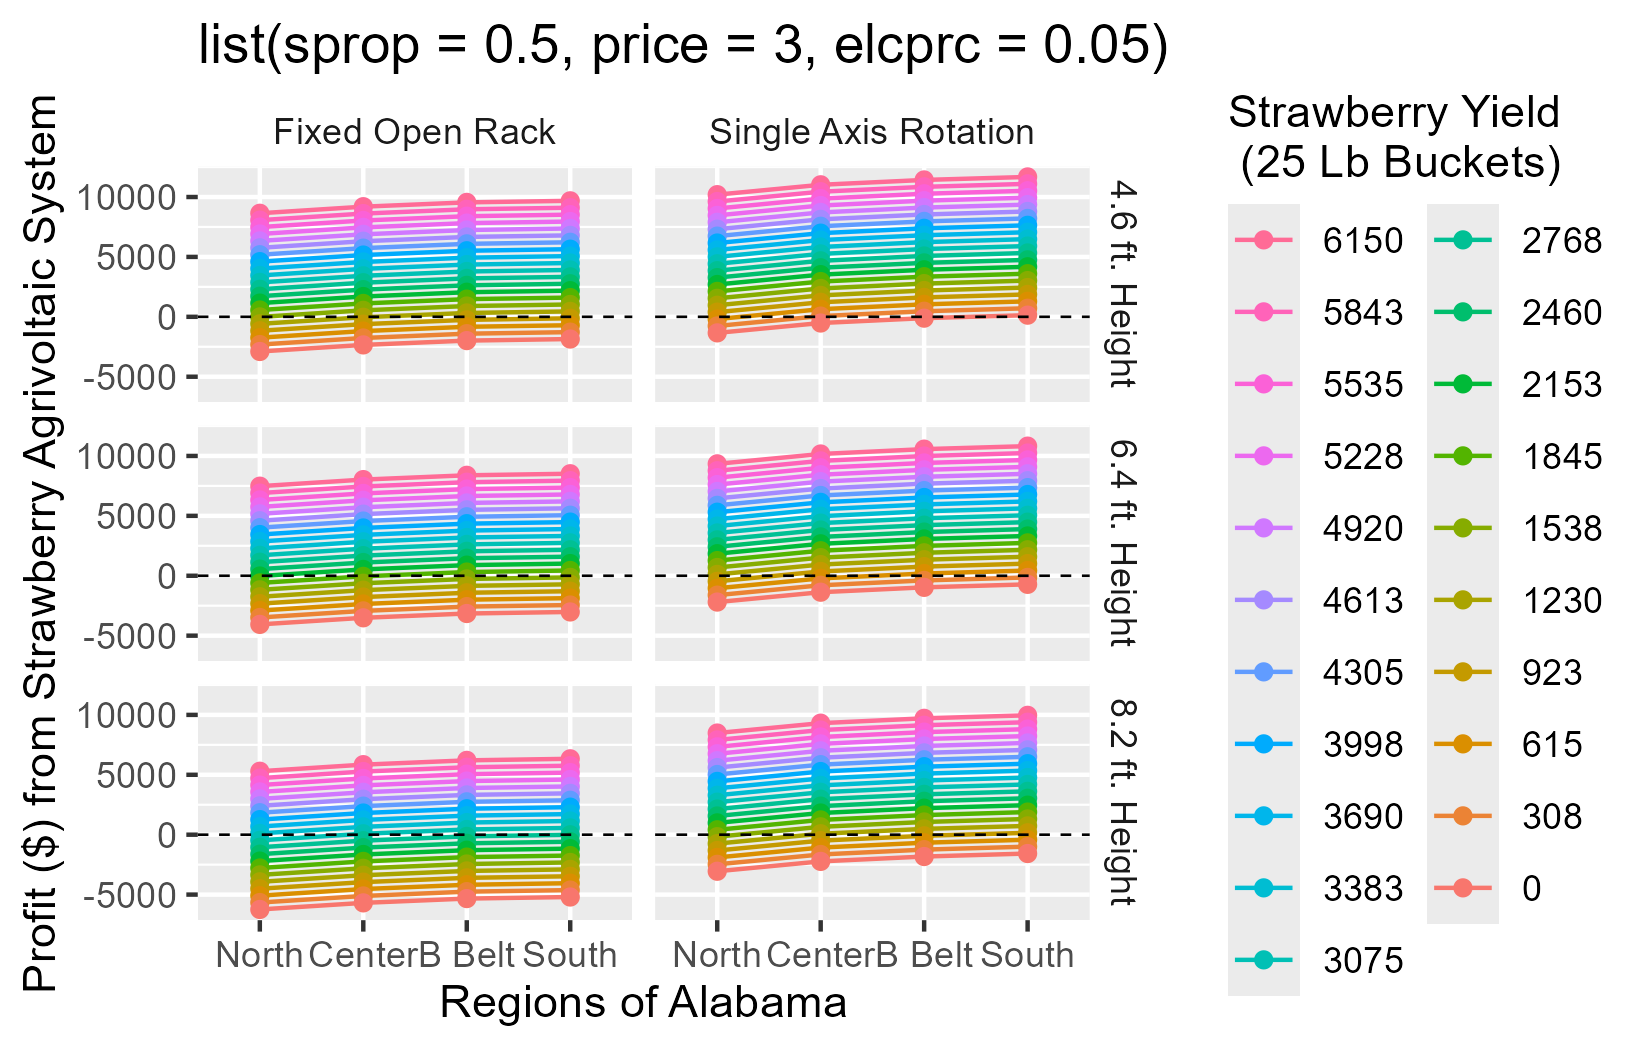 list(sprop = 0.5, price = 3, elcprc = 0.05)
Profit ($) from Strawberry Agrivoltaic System
Fixed Open Rack
Single Axis Rotation
10000
5000
0
-5000
4.6 ft. Height
10000
5000
0
-5000
6.4 ft. Height
10000
5000
0
-5000
8.2 ft. Height
North Center B Belt South
North Center B Belt South
Regions of Alabama
Strawberry Yield
(25 Lb Buckets)
6150
5843
5535
5228
4920
4613
4305
3998
3690
3383
3075
2768
2460
2153
1845
1538
1230
923
615
308
0